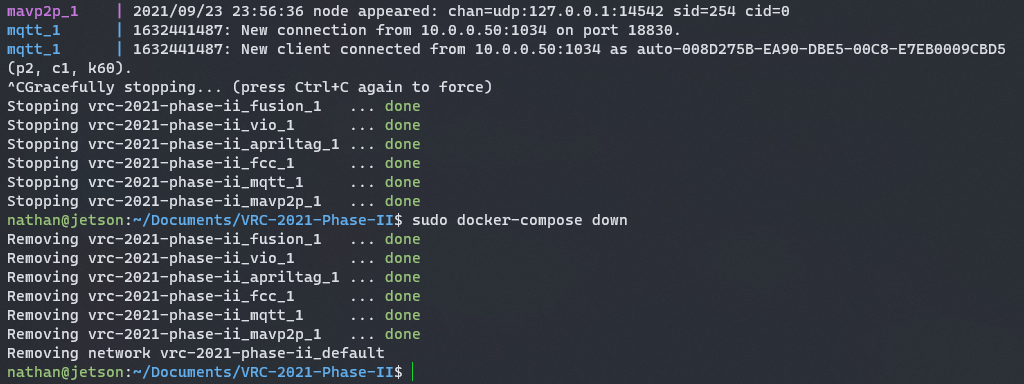 mavp2p_1    | 2021/09/23 23:56:36 node appeared: chan=udp:127.0.0.1:14542 sid=254 cid=0
mqtt_1      | 1632441487: New connection from 10.0.0.50:1034 on port 18830.
mqtt_1      | 1632441487: New client connected from 10.0.0.50:1034 as auto-008D275B-EA90-DBE5-00C8-E7EB0009CBD5
(p2, c1, k60).
^CGracefully stopping... (press Ctrl+C again to force)
Stopping vrc-2021-phase-ii_fusion_1   ... done
Stopping vrc-2021-phase-ii_vio_1      ... done
Stopping vrc-2021-phase-ii_apriltag_1 ... done
Stopping vrc-2021-phase-ii_fcc_1      ... done
Stopping vrc-2021-phase-ii_mqtt_1     ... done
Stopping vrc-2021-phase-ii_mavp2p_1   ... done
nathan@jetson:~/Documents/VRC-2021-Phase-II$ sudo docker-compose down
Removing vrc-2021-phase-ii_fusion_1   ... done
Removing vrc-2021-phase-ii_vio_1      ... done
Removing vrc-2021-phase-ii_apriltag_1 ... done
Removing vrc-2021-phase-ii_fcc_1      ... done
Removing vrc-2021-phase-ii_mqtt_1     ... done
Removing vrc-2021-phase-ii_mavp2p_1   ... done
Removing network vrc-2021-phase-ii_default
nathan@jetson:~/Documents/VRC-2021-Phase-II$